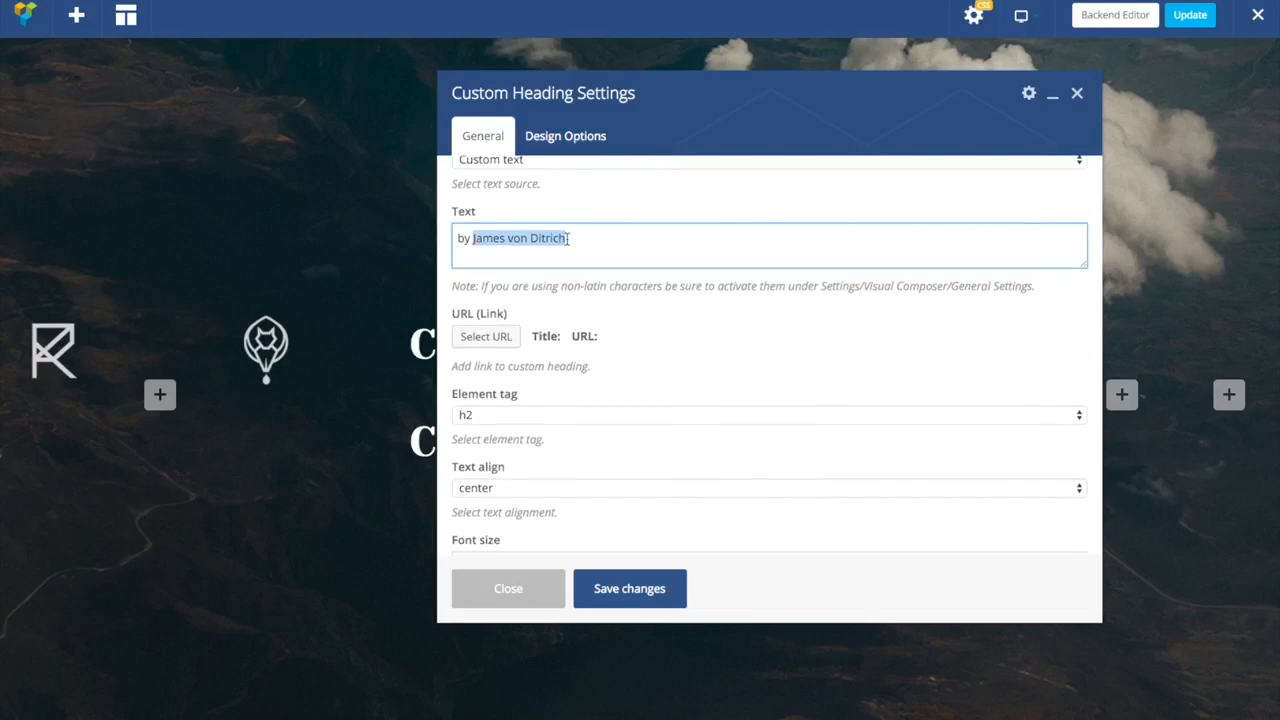 CSS
Backend Editor
Update
Custom Heading Settings
General
Design Options
Custom text
Select text source.
Text
by James von Ditrich
Note: If you are using non-latin characters be sure to activate them under Settings/Visual Composer/General Settings.
URL (Link)
Select URL
Title:
URL:
Add link to custom heading.
C
Element tag
h2
Select element tag.
C
Text align
center
Select text alignment.
Font size
Close
Save changes